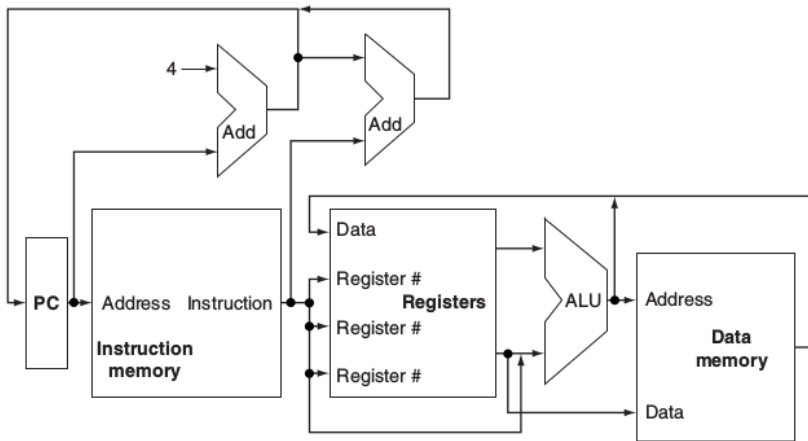 4
Add
Add
PC
Address
Instruction
Instruction
memory
Data
Register #
Registers
Register #
Register #
ALU
Address
Data
memory
Data